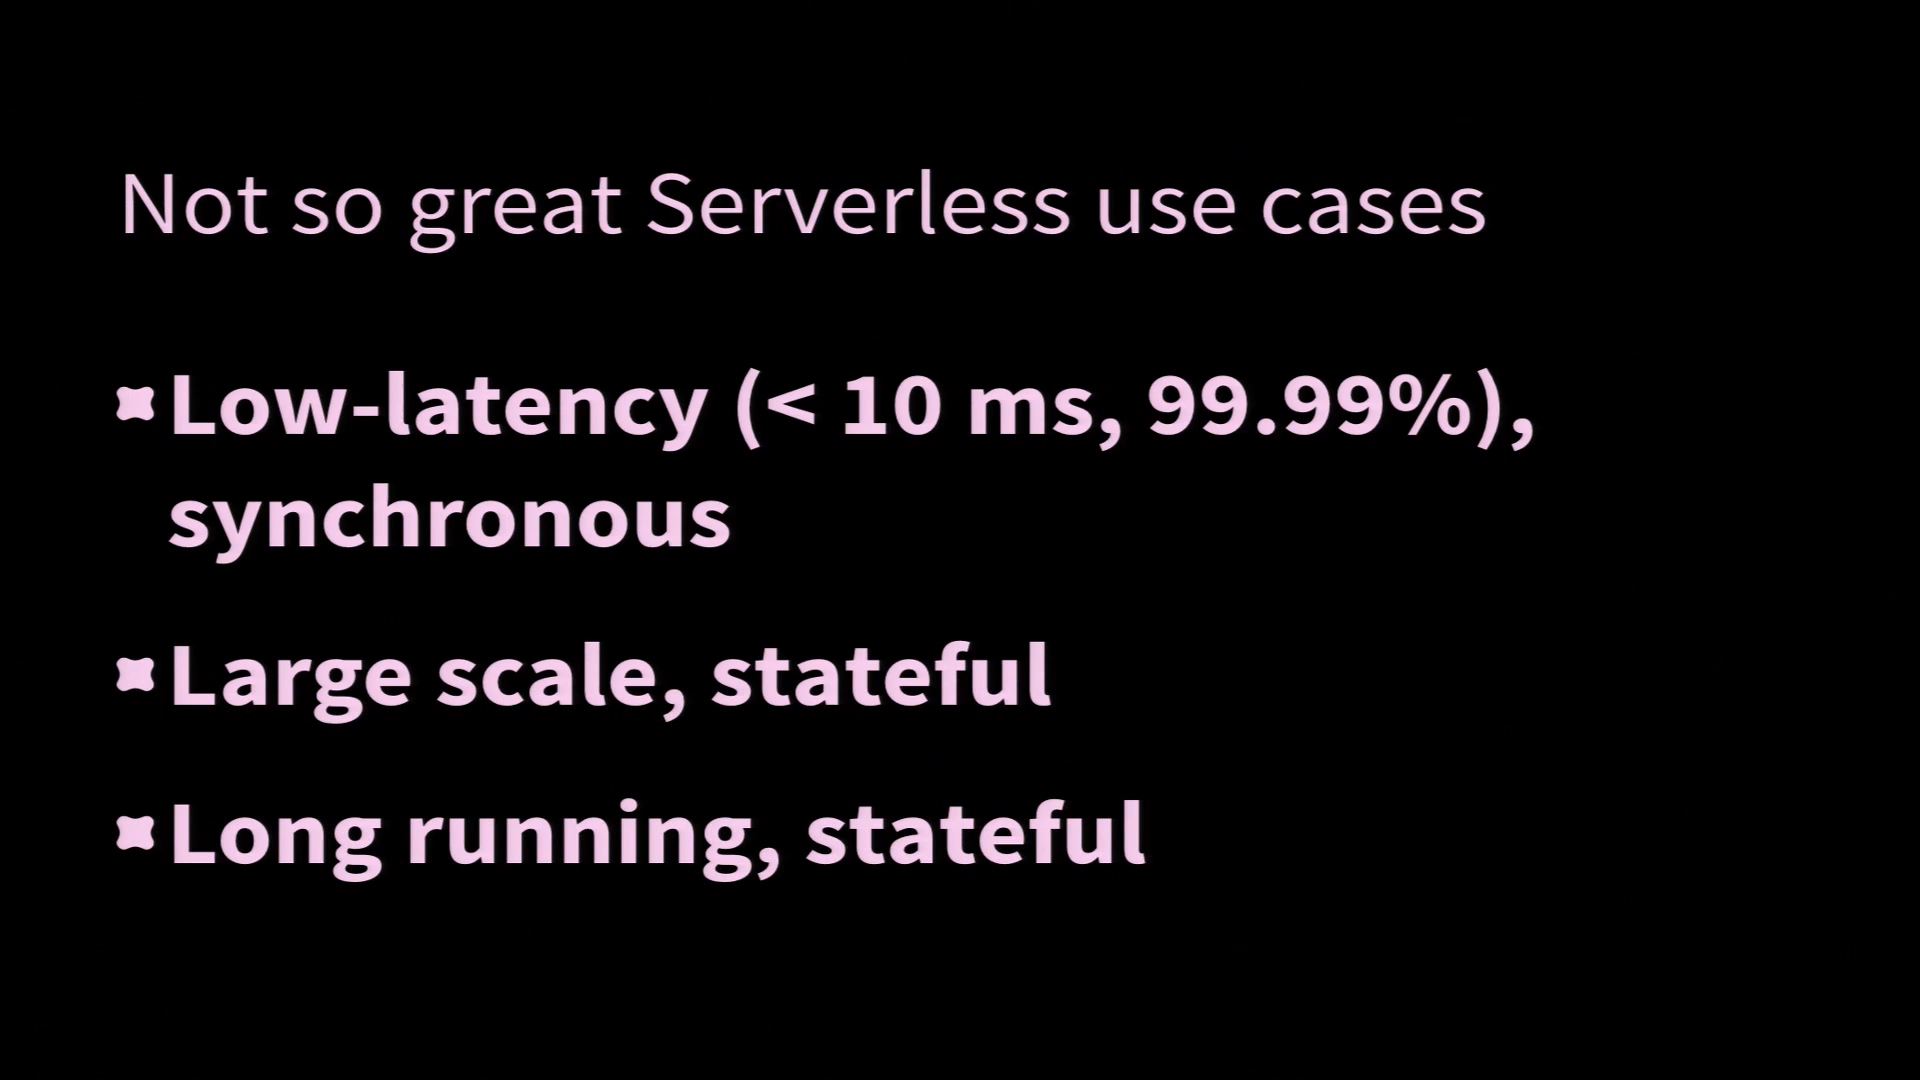 Not so great Serverless use cases
Low-latency (< 10 ms, 99.99%),
synchronous
Large scale, stateful
Long running, stateful